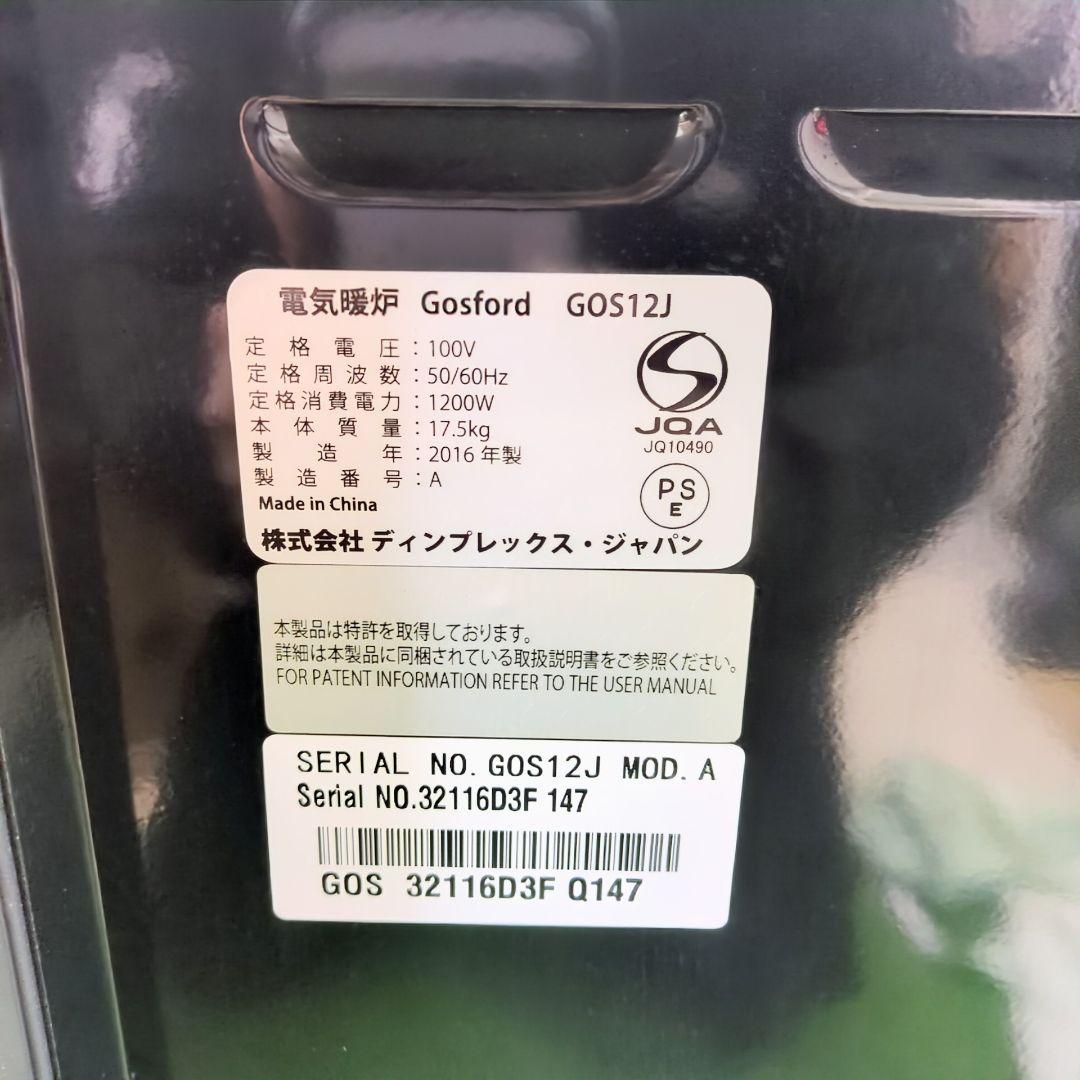 電気暖炉 Gosford GOS12J
定格電圧：100V
定格周波数：50/60Hz
定格消費電力：1200W
本体質量：17.5kg
製造年：2016年製
製造番号：A
Made in China
JQA
JQ10490
PS
E
株式会社 ディンプレックス・ジャパン
本製品は特許を取得しております。
詳細は本製品に同梱されている取扱説明書をご参照ください。
FOR PATENT INFORMATION REFER TO THE USER MANUAL
SERIAL NO. GOS12J MOD. A
Serial NO.32116D3F 147
GOS 32116D3F Q147